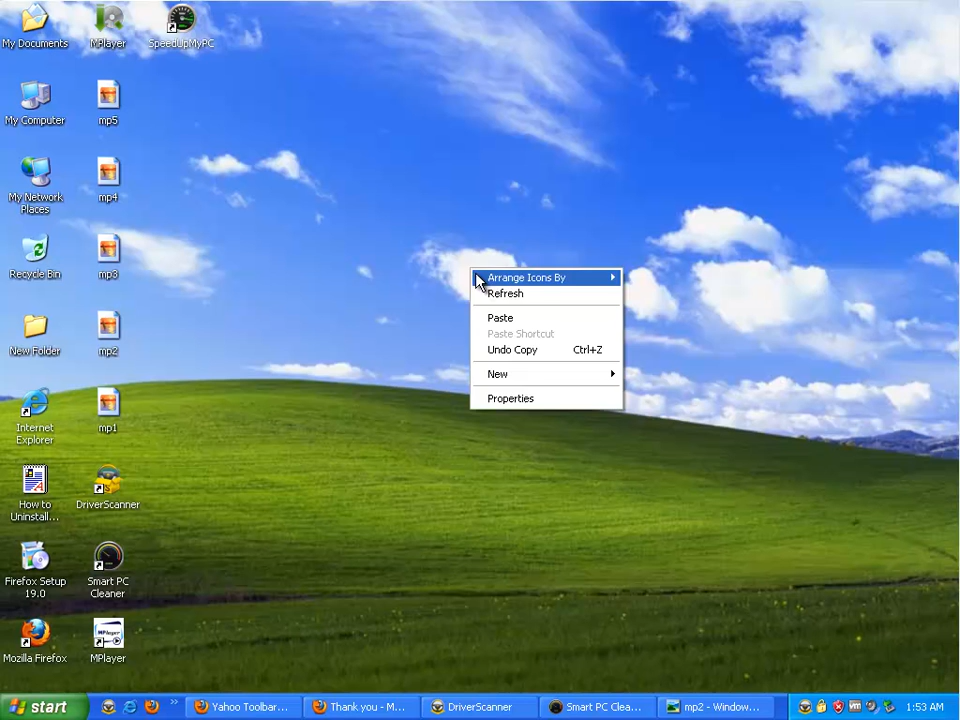 My Documents
MPlayer
SpeedUpMyPC
My Computer
mp5
My Network
Places
mp4
Recycle Bin
mp3
New Folder
mp2
Internet
Explorer
mp1
How to
Uninstall...
DriverScanner
Firefox Setup
19.0
Smart PC
Cleaner
Mozilla Firefox
MPlayer
Arrange Icons By
Refresh
Paste
Paste Shortcut
Undo Copy Ctrl+Z
New
Properties
start
Yahoo Toolbar...
Thank you - M...
DriverScanner
Smart PC Clea...
mp2 - Window...
1:53 AM